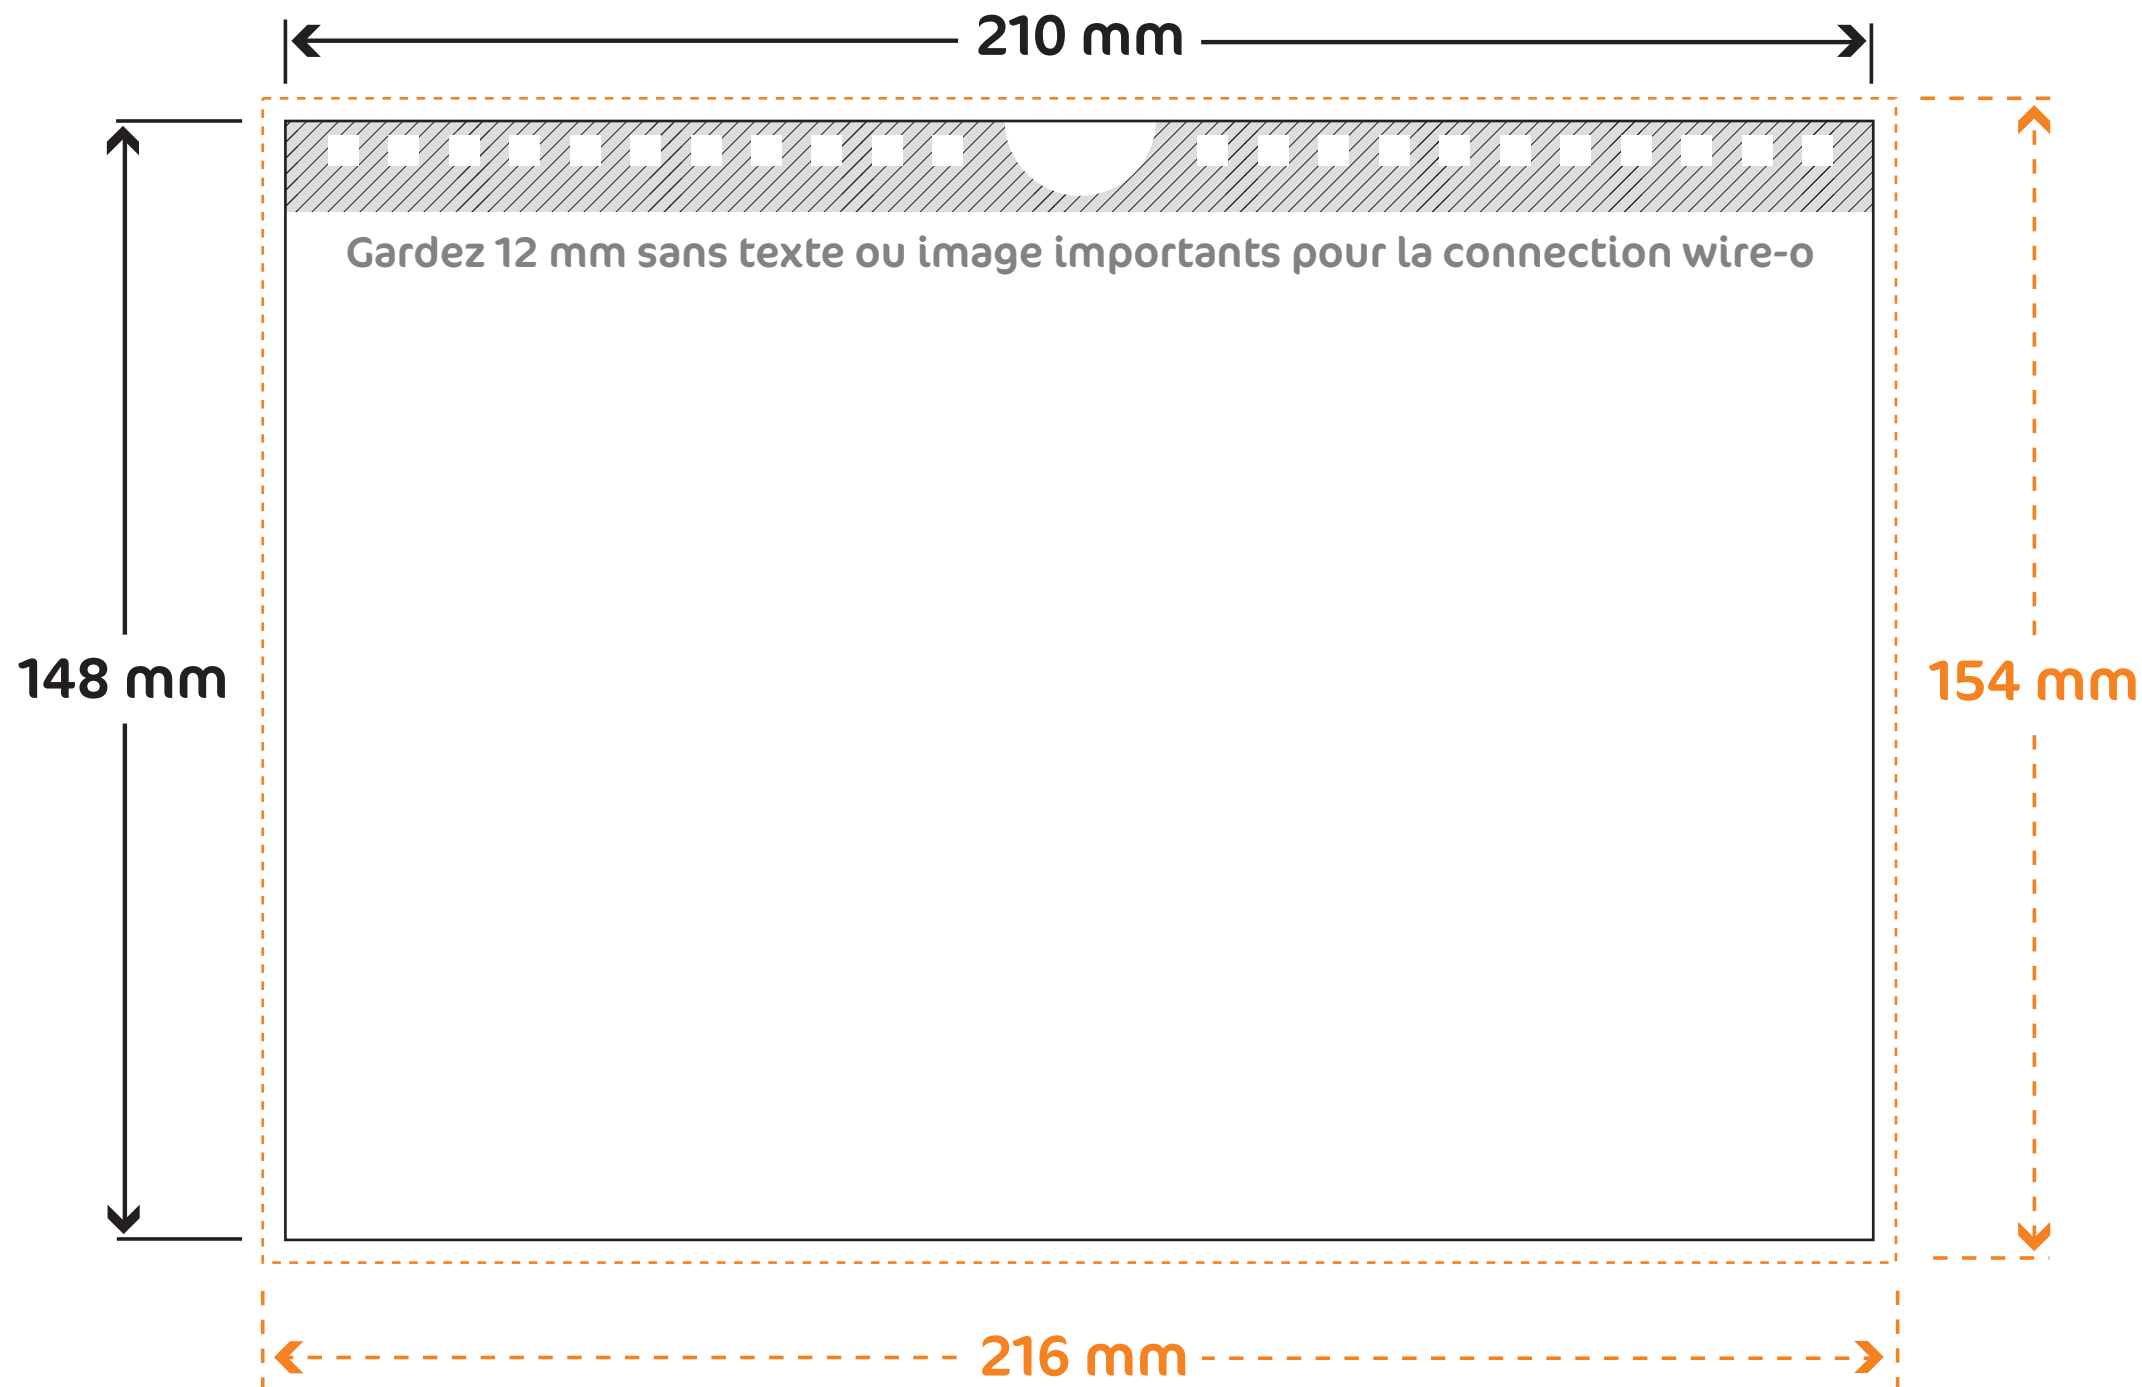 210 mm
Gardez 12 mm sans texte ou image importants pour la connection wire-o
148 mm
154 mm
216 mm